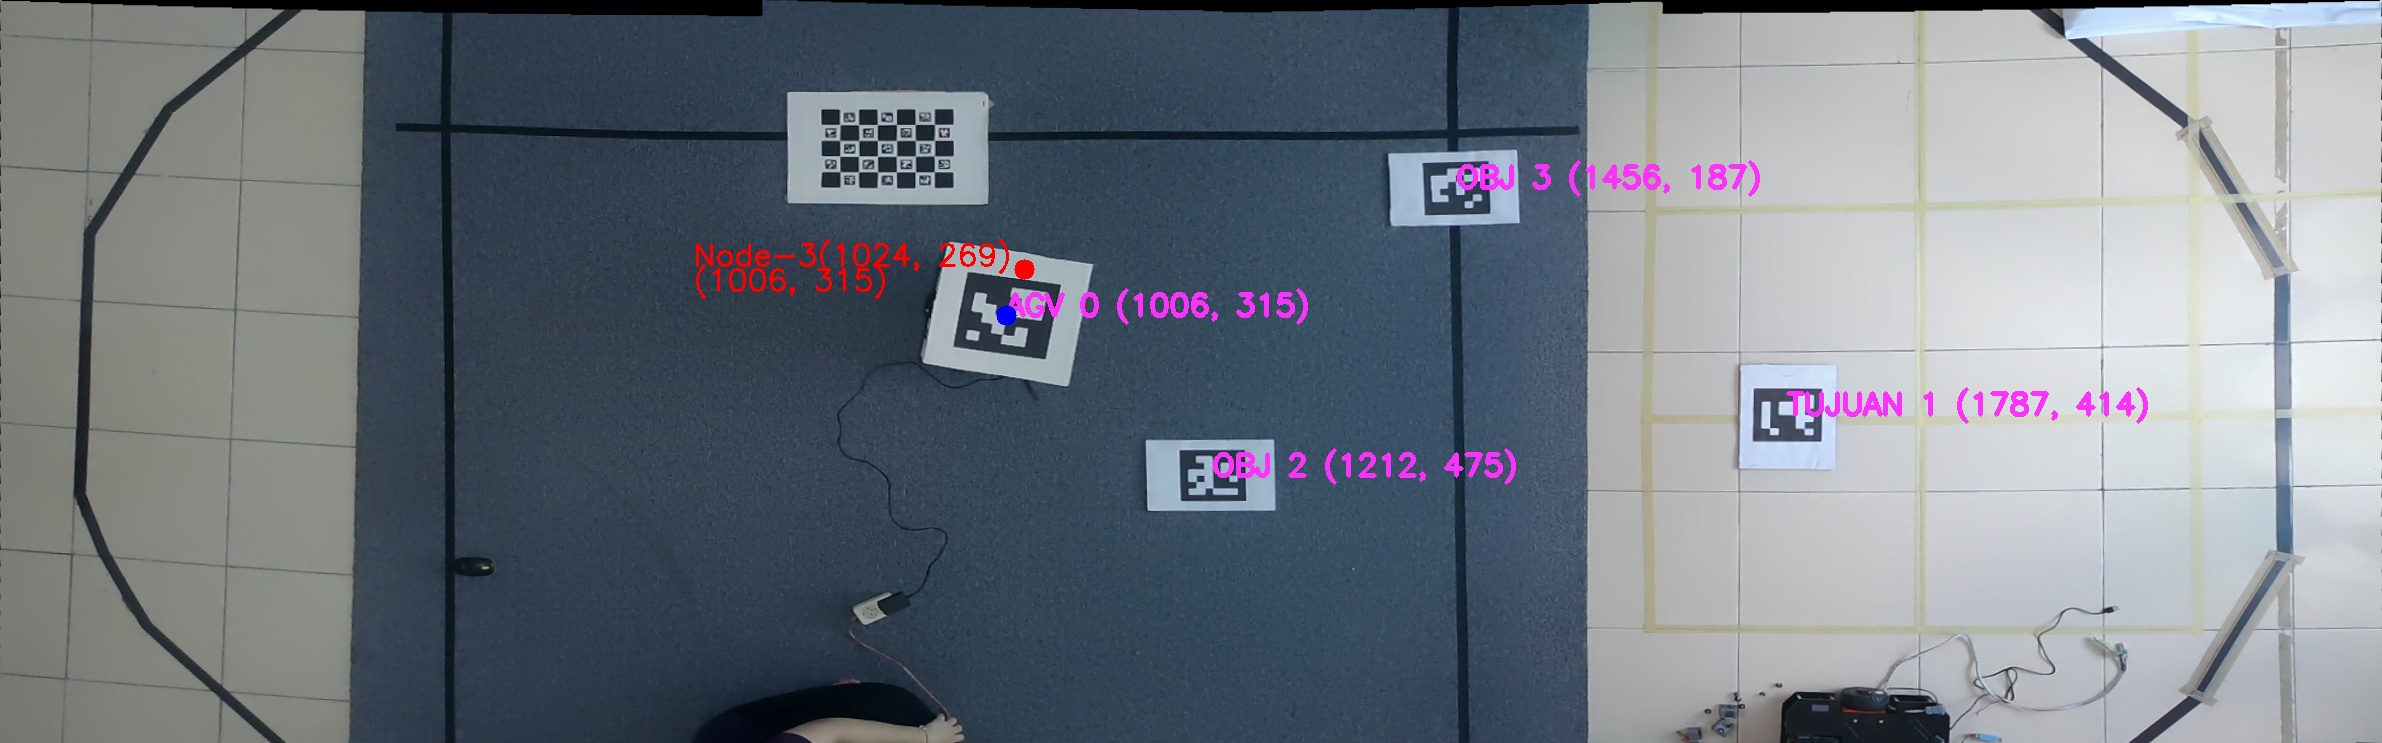 OBJ 3 (1456, 187)
Node-3(1024, 269)
(1006, 315)
AGV 0 (1006, 315)
TUJUAN 1 (1787, 414)
OBJ 2 (1212, 475)